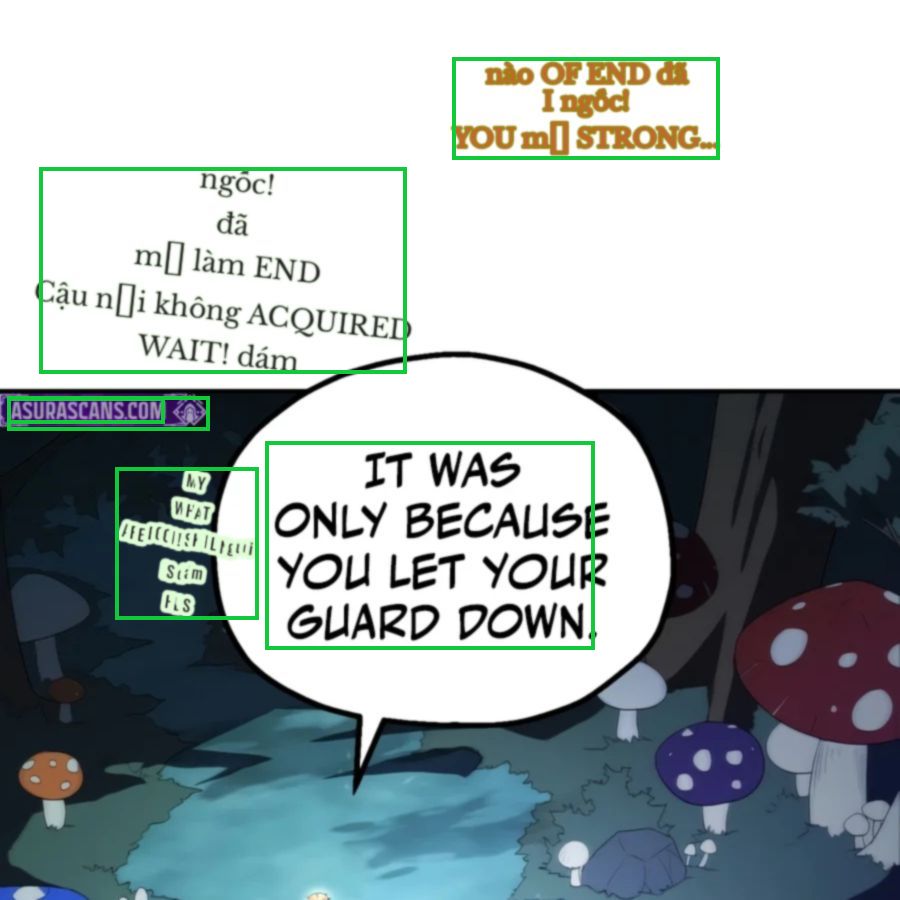 nào OF END đã
I ngốc!
YOU m▯ STRONG...
ngốc!
đã
m▯ làm END
Cậu n▯i không ACQUIRED
WAIT! dám
ASURASCANS.COM
MY
WHAT
IT WAS
ONLY BECAUSE
YOU LET YOUR
GUARD DOWN.